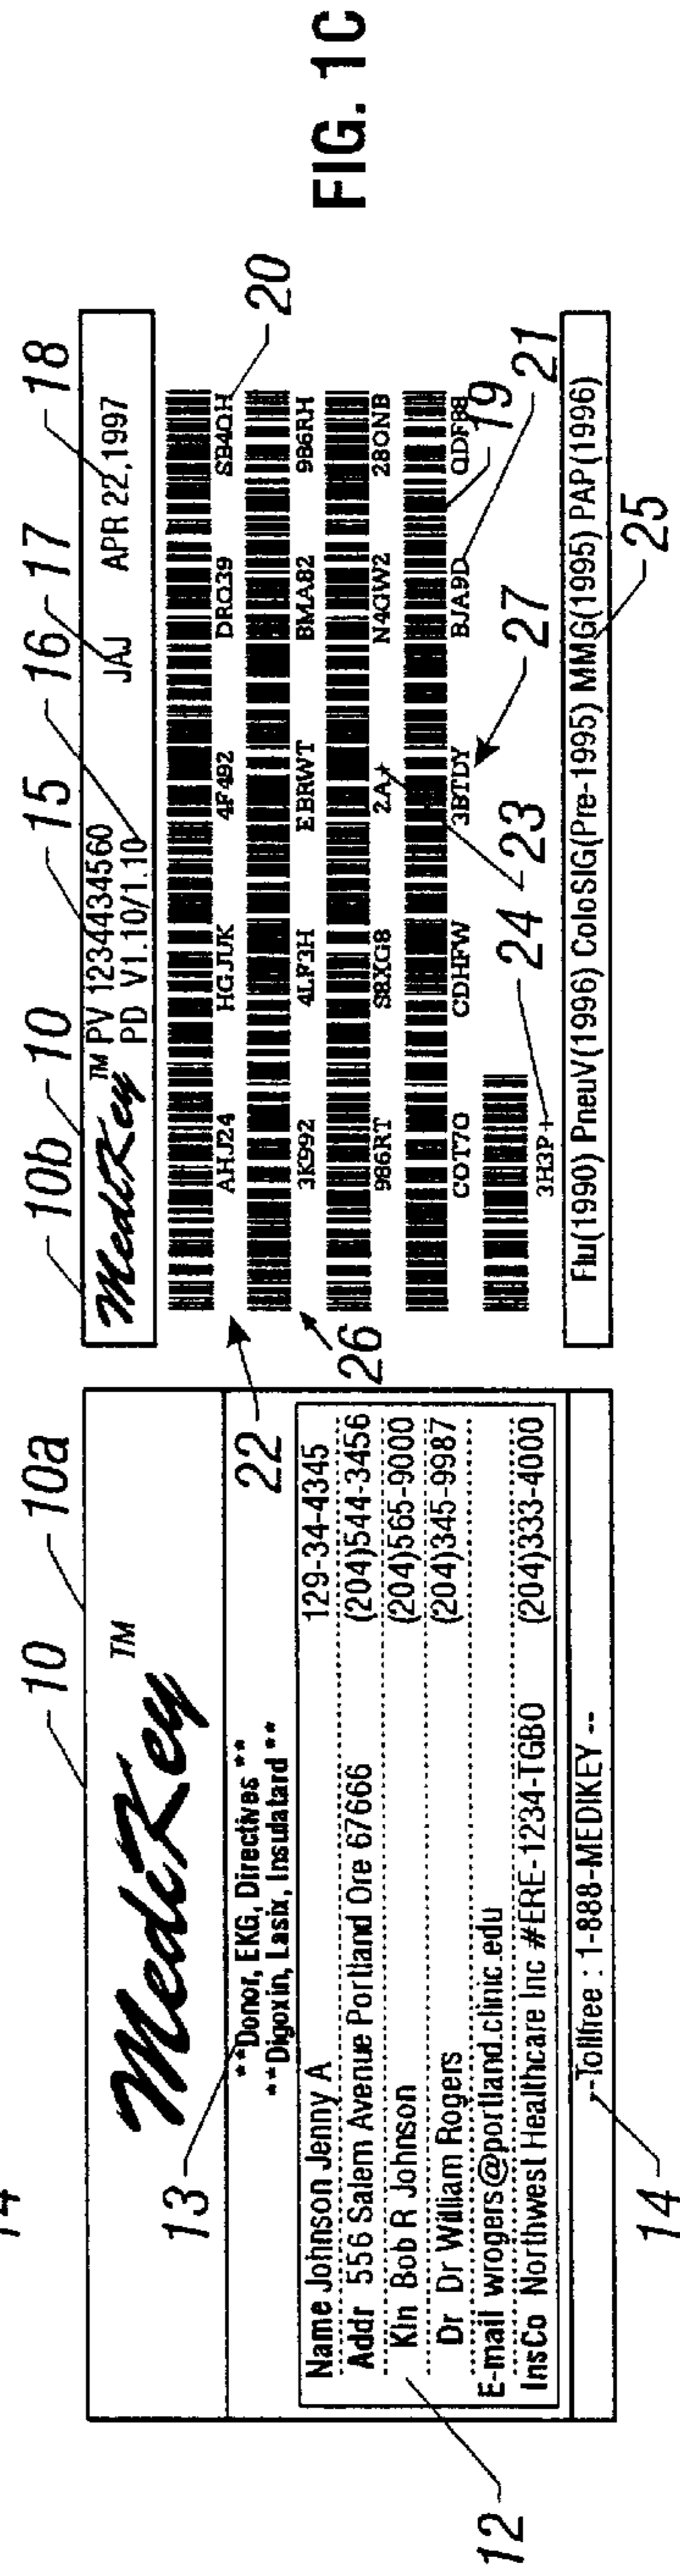 10
10a
MediKey TM
13
**Donor, EKG, Directives **
**Digoxin, Lasix, Insulatard **
Name Johnson Jenny A 129-34-4345
Addr 556 Salem Avenue Portland Ore 67666 (204)544-3456
Kin Bob R Johnson (204)565-9000
Dr Dr William Rogers (204)345-9987
E-mail wrogers@portland.clinic.edu
InsCo Northwest Healthcare Inc #ERE-1234-TGBO (204)333-4000
--Tollfree : 1-888-MEDIKEY --
12
14
10b
10
15
16
17
18
MediKey TM PV 1234434560
PD V1.10/1.10 JAJ APR 22,1997
22
AHJ24 HGJUK 4F492 DRQ39 SB4QH
20
26
3K992 4LF3H EBRWT BMA82 9B6RH
986RT S8XG8 2A+ N4GW2 28QNB
19
COT7O CDHFW 3BTDY BJA9D QDF88
21
3H3P+
24
23
27
Flu(1990) PneuV(1996) ColoSIG(Pre-1995) MMG(1995) PAP(1996)
25
FIG. 1C